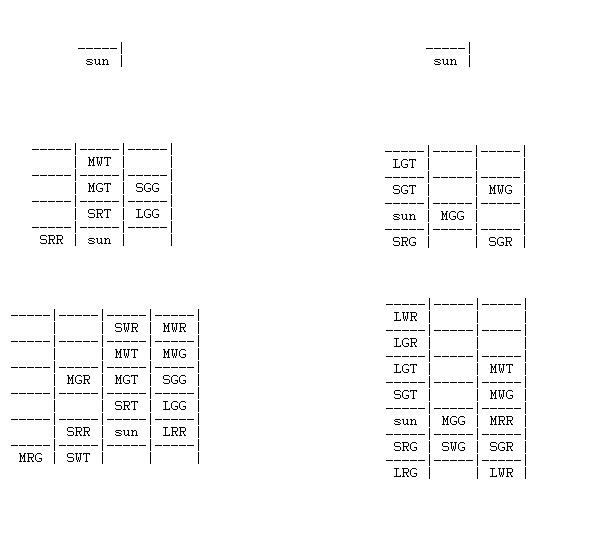 sun
sun
MWT
MGT SGG
SRT LGG
SRR sun
LGT
SGT MWG
sun MGG
SRG SGR
SWR MWR
MWT MWG
MGR MGT SGG
SRT LGG
SRR sun LRR
MRG SWT
LWR
LGR
LGT MWT
SGT MWG
sun MGG MRR
SRG SWG SGR
LRG LWR